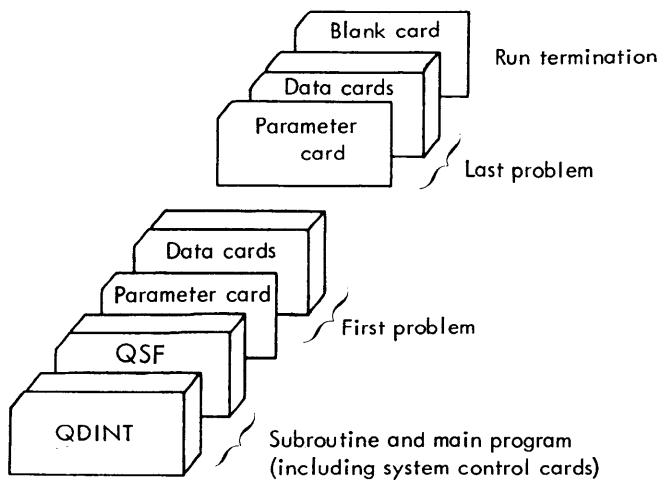 Blank card
Run termination
Data cards
Parameter
card
Last problem
Data cards
Parameter card
First problem
QSF
QDINT
Subroutine and main program
(including system control cards)